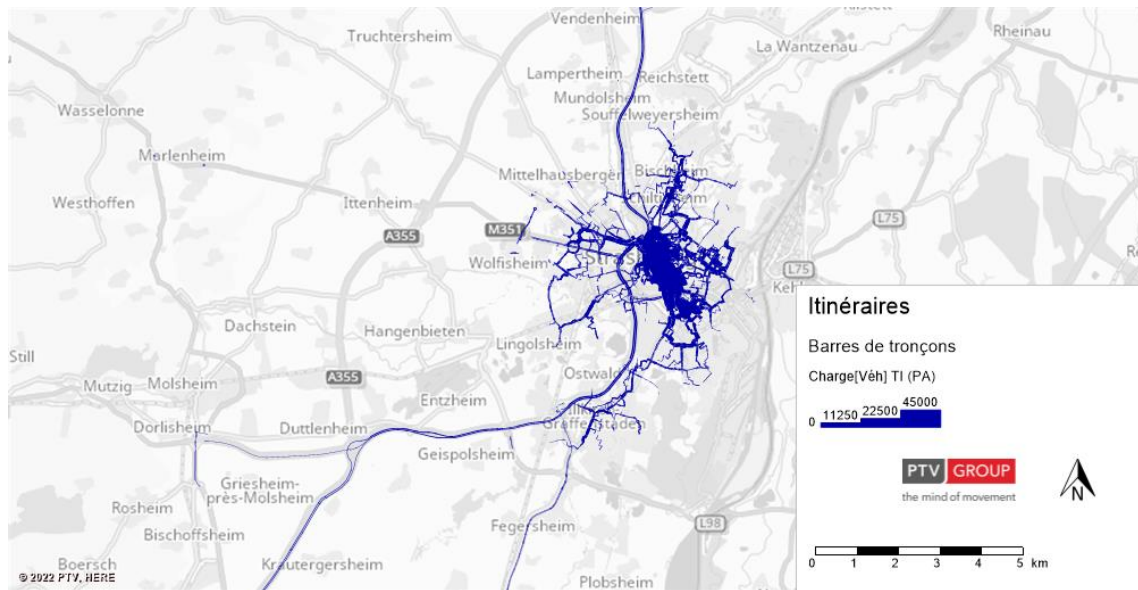 Vendenheim
Truchtersheim
La Wantzenau
Rheinau
Lampertheim
Reichstett
Mundolsheim
Souffelweyersheim
Wasselonne
Marlenheim
Mittelhausberger
Bischheim
Westhoffen
Ittenheim
L75
A355
M351
Wolfisheim
L75
Dachstein
Hangenbieten
Still
Lingolsheim
Mutzig
Molsheim
A355
Ostwald
Entzheim
Dorlisheim
Duttlenheim
Graffenstaden
Geispolsheim
Griesheim-
près-Molsheim
Rosheim
Fegersheim
L98
Bischoffsheim
Boersch
Krautergersheim
Plobsheim
© 2022 PTV, HERE
Itinéraires
Barres de tronçons
Charge[Véh] TI (PA)
0 11250 22500 45000
PTV GROUP
the mind of movement
N
0 1 2 3 4 5 km